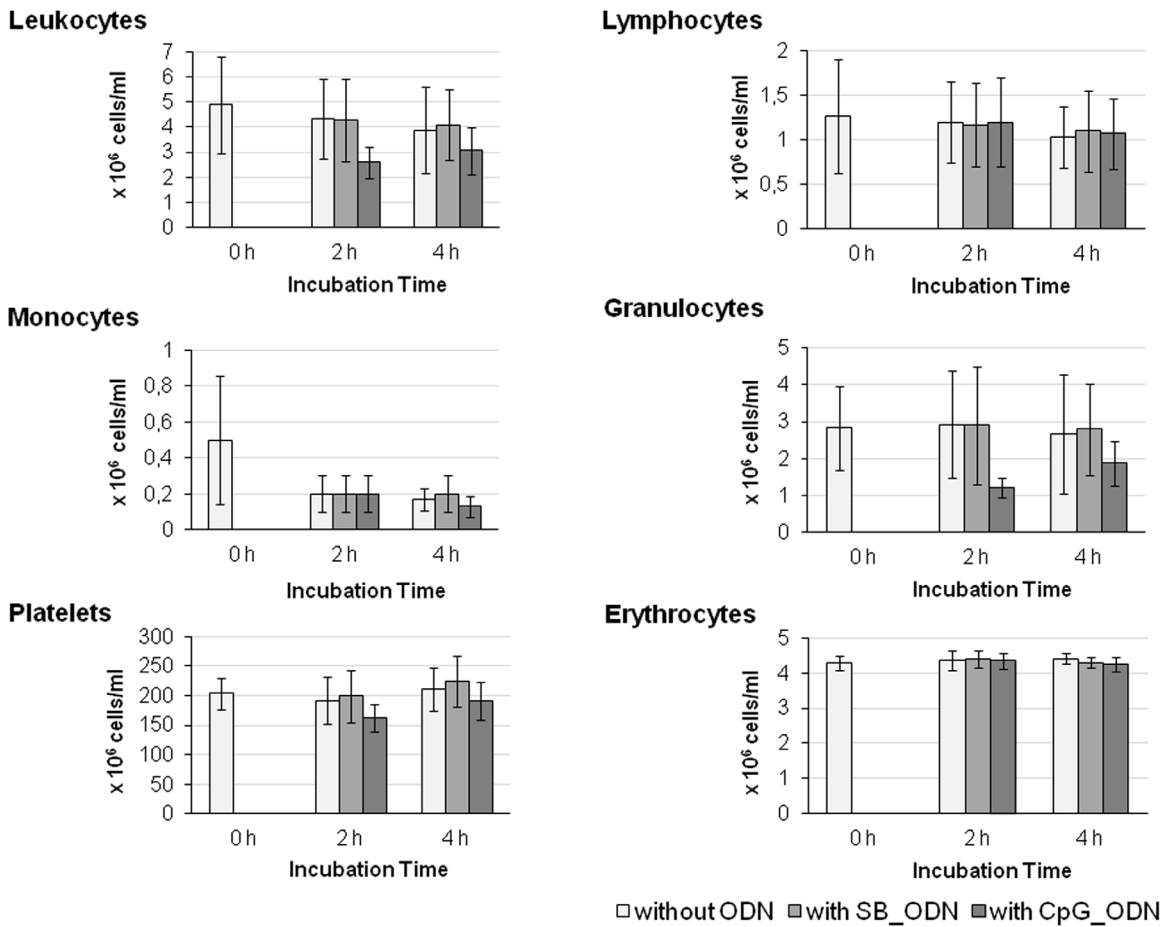 Leukocytes
x 10⁶ cells/ml
7
6
5
4
3
2
1
0
0 h 2 h 4 h
Incubation Time
Lymphocytes
x 10⁶ cells/ml
2
1,5
1
0,5
0
0 h 2 h 4 h
Incubation Time
Monocytes
x 10⁶ cells/ml
1
0,8
0,6
0,4
0,2
0
0 h 2 h 4 h
Incubation Time
Granulocytes
x 10⁶ cells/ml
5
4
3
2
1
0
0 h 2 h 4 h
Incubation Time
Platelets
x10⁶ cells/ml
300
250
200
150
100
50
0
0 h 2 h 4 h
Incubation Time
Erythrocytes
x 10⁶ cells/ml
5
4
3
2
1
0
0 h 2 h 4 h
Incubation Time
without ODN with SB_ODN with CpG_ODN